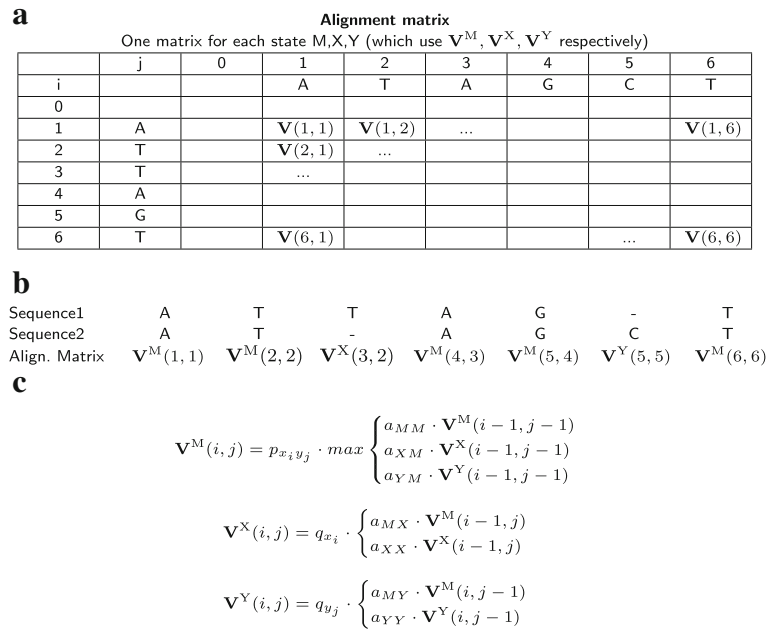 a
Alignment matrix
One matrix for each state M,X,Y (which use V^M, V^X, V^Y respectively)
j 0 1 2 3 4 5 6
i A T A G C T
0
1 A V(1, 1) V(1, 2) ... V(1, 6)
2 T V(2, 1) ...
3 T ...
4 A
5 G
6 T V(6, 1) ... V(6, 6)
b
Sequence1 A T T A G - T
Sequence2 A T - A G C T
Align. Matrix V^M(1, 1) V^M(2, 2) V^X(3, 2) V^M(4, 3) V^M(5, 4) V^Y(5, 5) V^M(6, 6)
c
a_{MM} · V^M(i − 1, j − 1)
V^M(i, j) = p_{x_i y_j} · max { a_{XM} · V^X(i − 1, j − 1)
a_{YM} · V^Y(i − 1, j − 1)
V^X(i, j) = q_{x_i} · { a_{MX} · V^M(i − 1, j)
a_{XX} · V^X(i − 1, j)
V^Y(i, j) = q_{y_j} · { a_{MY} · V^M(i, j − 1)
a_{YY} · V^Y(i, j − 1)